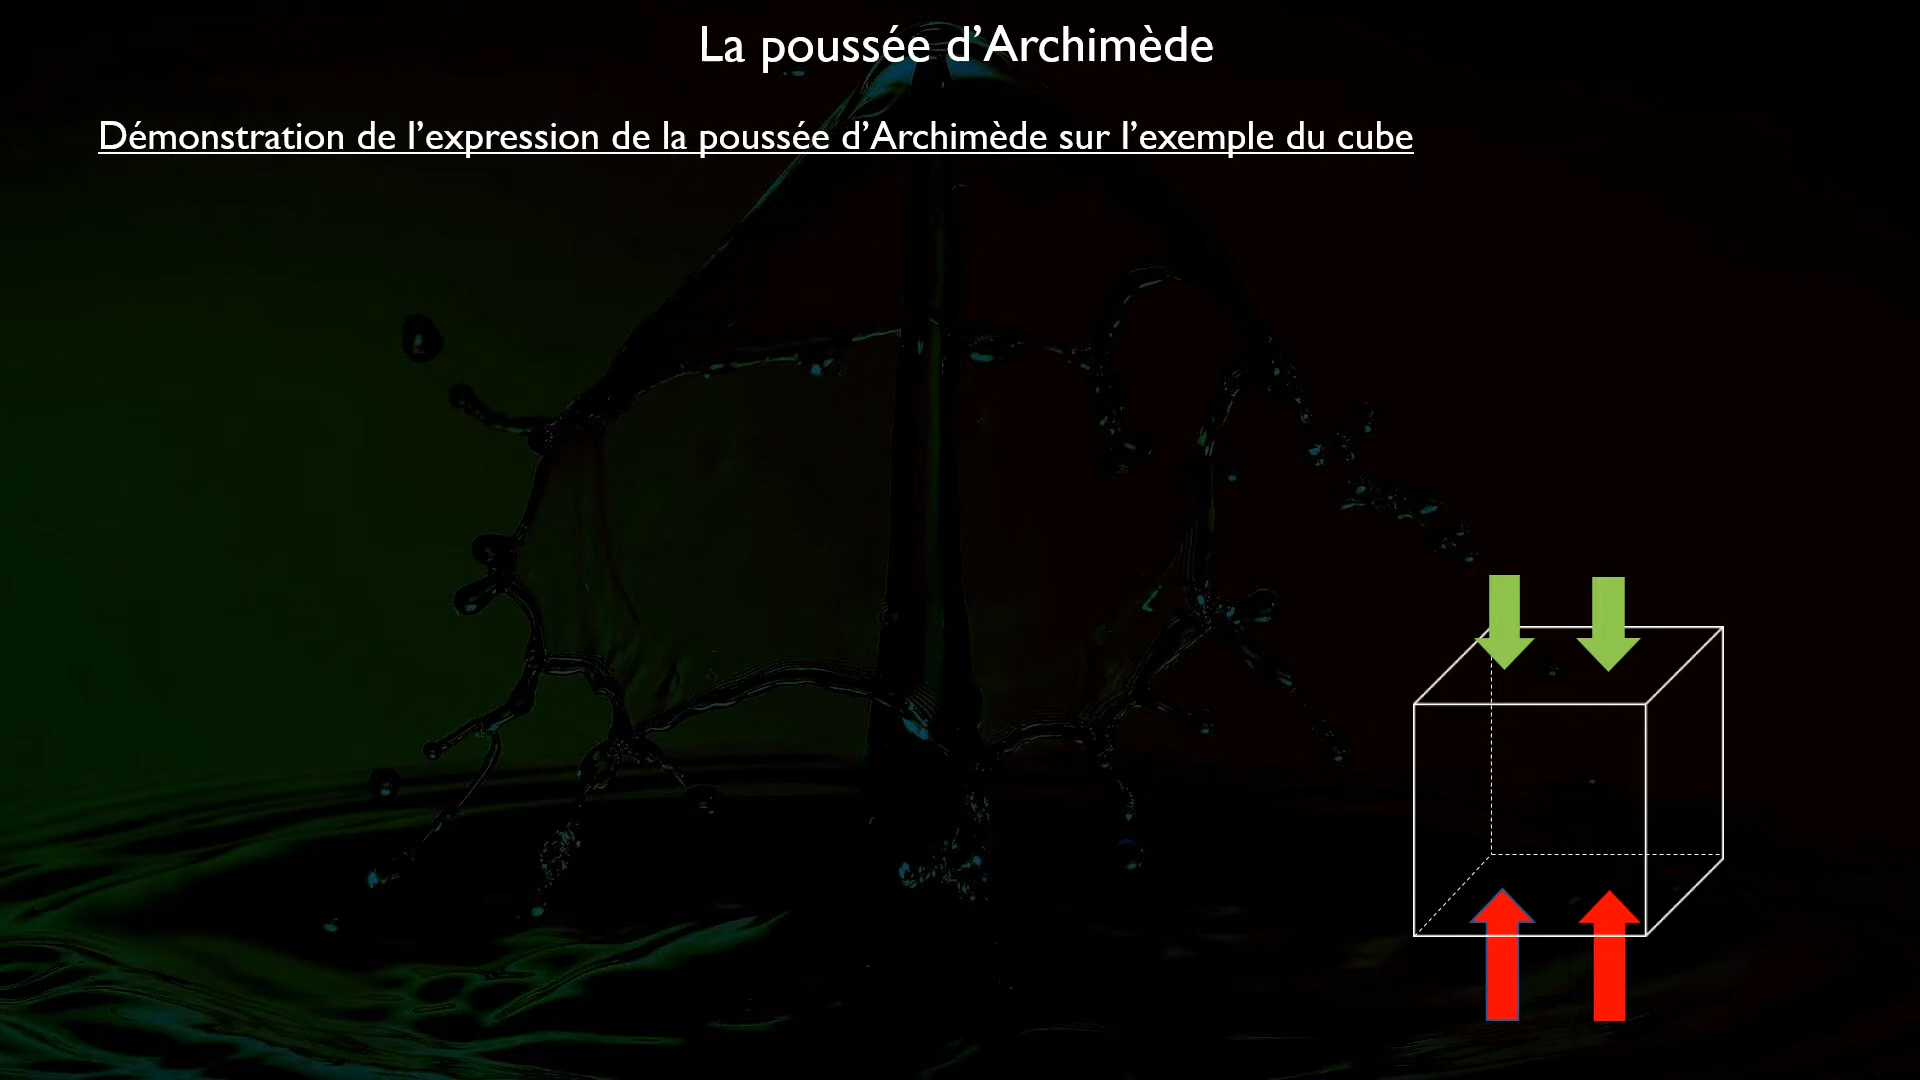 La poussée d’Archimède
Démonstration de l’expression de la poussée d’Archimède sur l’exemple du cube